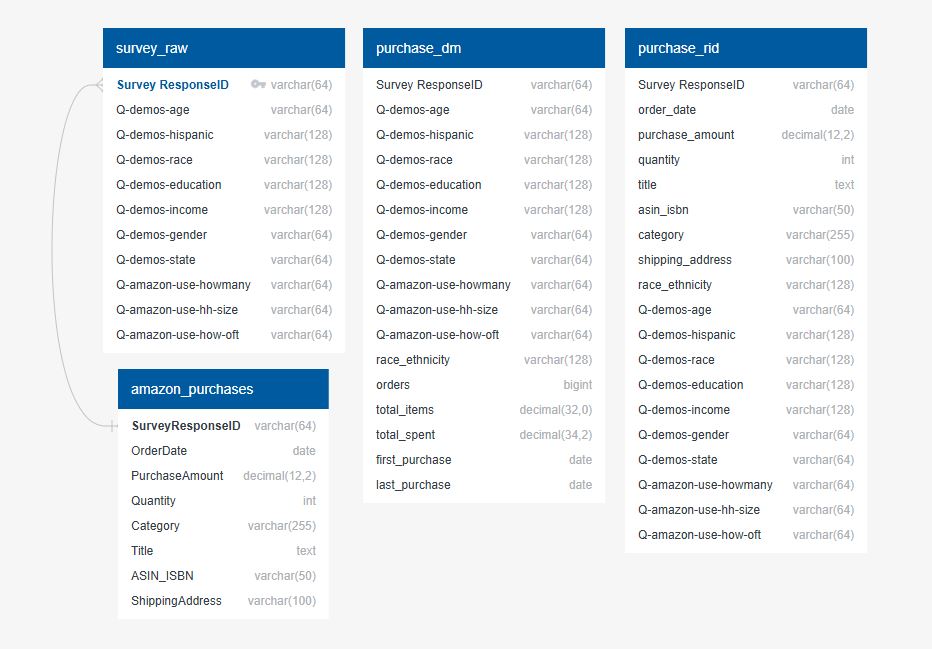 survey_raw
Survey ResponseID varchar(64)
Q-demos-age varchar(64)
Q-demos-hispanic varchar(128)
Q-demos-race varchar(128)
Q-demos-education varchar(128)
Q-demos-income varchar(128)
Q-demos-gender varchar(64)
Q-demos-state varchar(64)
Q-amazon-use-howmany varchar(64)
Q-amazon-use-hh-size varchar(64)
Q-amazon-use-how-oft varchar(64)
amazon_purchases
SurveyResponseID varchar(64)
OrderDate date
PurchaseAmount decimal(12,2)
Quantity int
Category varchar(255)
Title text
ASIN_ISBN varchar(50)
ShippingAddress varchar(100)
purchase_dm
Survey ResponseID varchar(64)
Q-demos-age varchar(64)
Q-demos-hispanic varchar(128)
Q-demos-race varchar(128)
Q-demos-education varchar(128)
Q-demos-income varchar(128)
Q-demos-gender varchar(64)
Q-demos-state varchar(64)
Q-amazon-use-howmany varchar(64)
Q-amazon-use-hh-size varchar(64)
Q-amazon-use-how-oft varchar(64)
race_ethnicity varchar(128)
orders bigint
total_items decimal(32,0)
total_spent decimal(34,2)
first_purchase date
last_purchase date
purchase_rid
Survey ResponseID varchar(64)
order_date date
purchase_amount decimal(12,2)
quantity int
title text
asin_isbn varchar(50)
category varchar(255)
shipping_address varchar(100)
race_ethnicity varchar(128)
Q-demos-age varchar(64)
Q-demos-hispanic varchar(128)
Q-demos-race varchar(128)
Q-demos-education varchar(128)
Q-demos-income varchar(128)
Q-demos-gender varchar(64)
Q-demos-state varchar(64)
Q-amazon-use-howmany varchar(64)
Q-amazon-use-hh-size varchar(64)
Q-amazon-use-how-oft varchar(64)